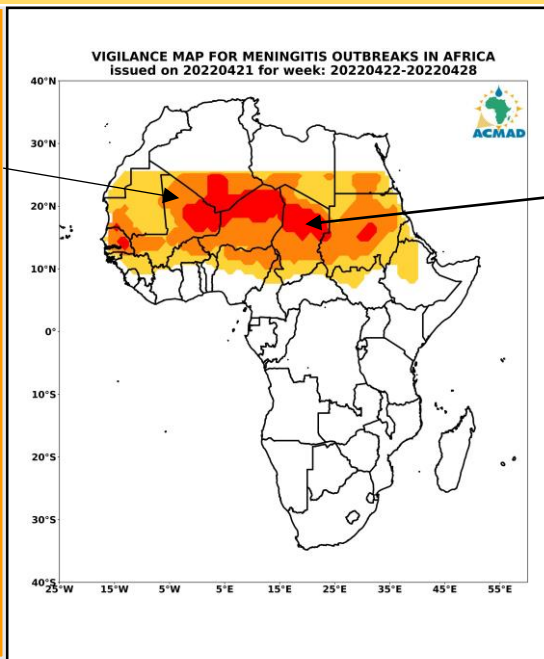 VIGILANCE MAP FOR MENINGITIS OUTBREAKS IN AFRICA
issued on 20220421 for week: 20220422-20220428
40°N
ACMAD
30°N
20°N
10°N
0°
10°S
20°S
30°S
40°S
25°W 15°W 5°W 5°E 15°E 25°E 35°E 45°E 55°E